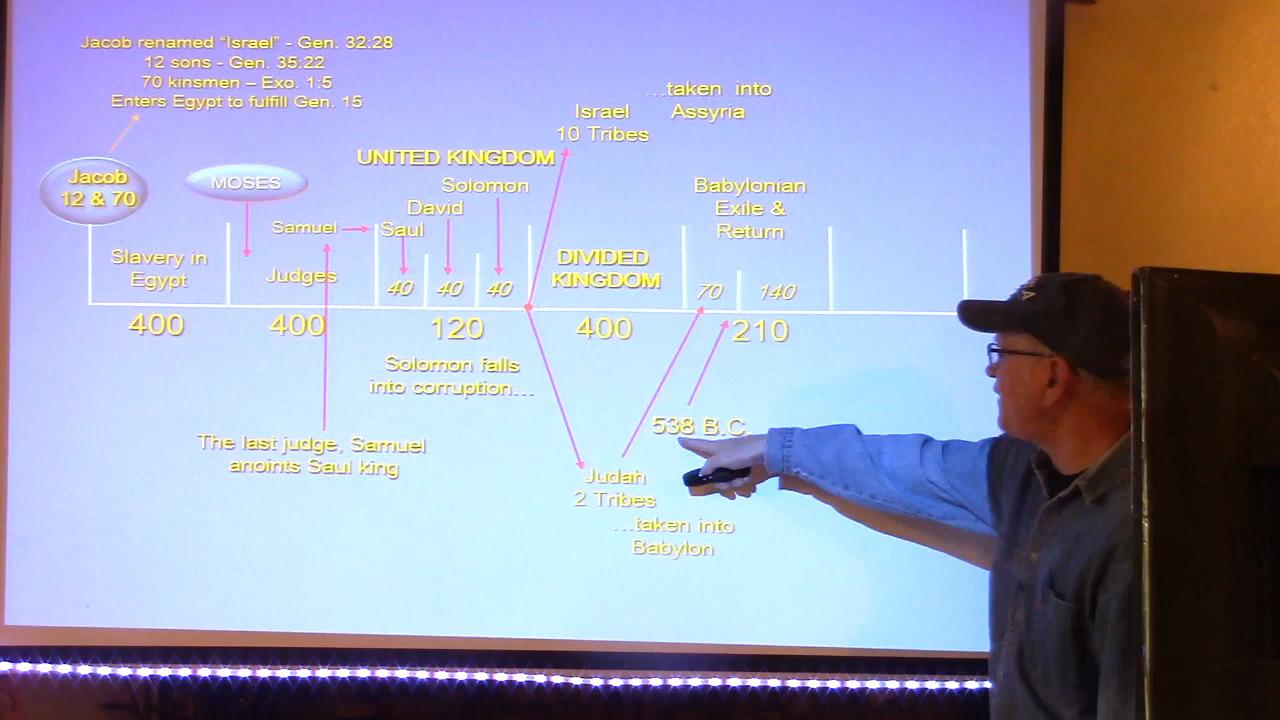 Jacob renamed “Israel” - Gen. 32:28
12 sons - Gen. 35:22
70 kinsmen – Exo. 1:5
Enters Egypt to fulfill Gen. 15
…taken into
Assyria
Israel
10 Tribes
UNITED KINGDOM
Jacob
12 & 70
MOSES
Solomon
David
Saul
Samuel
Babylonian
Exile &
Return
Slavery in
Egypt
Judges
DIVIDED
KINGDOM
40
40
40
70
140
400
400
120
400
210
Solomon falls
into corruption…
538 B.C.
The last judge, Samuel
anoints Saul king
Judah
2 Tribes
…taken into
Babylon